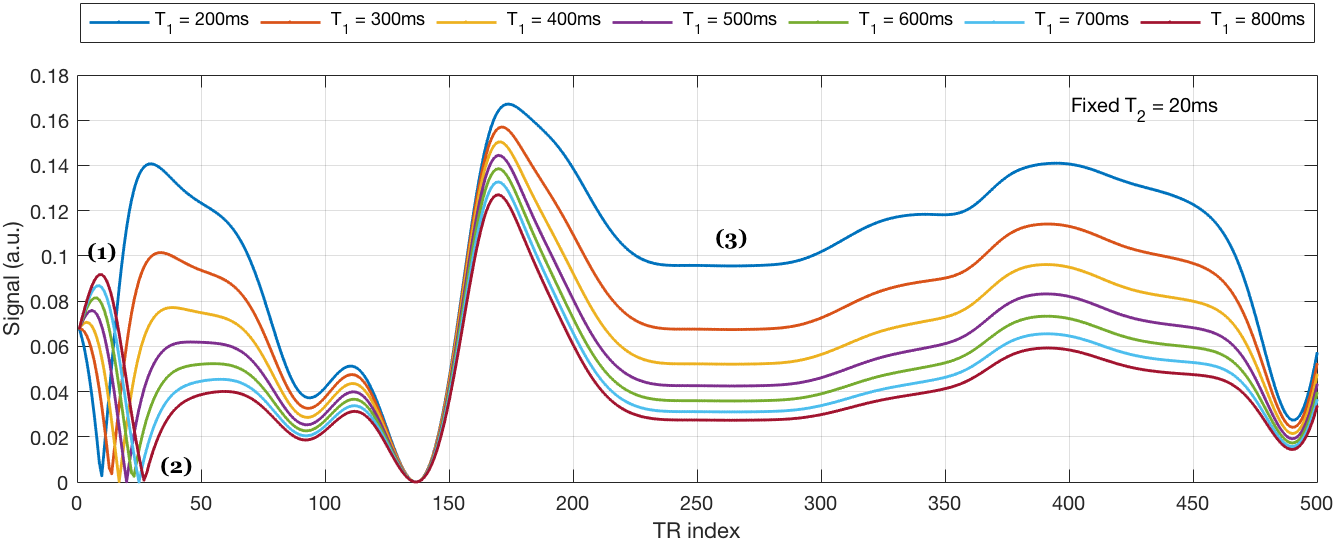 T1 = 200ms T1 = 300ms T1 = 400ms T1 = 500ms T1 = 600ms T1 = 700ms T1 = 800ms
0.18
Fixed T2 = 20ms
0.16
0.14
0.12
(1)
(3)
0.1
0.08
0.06
0.04
0.02
(2)
0
Signal (a.u.)
0 50 100 150 200 250 300 350 400 450 500
TR index